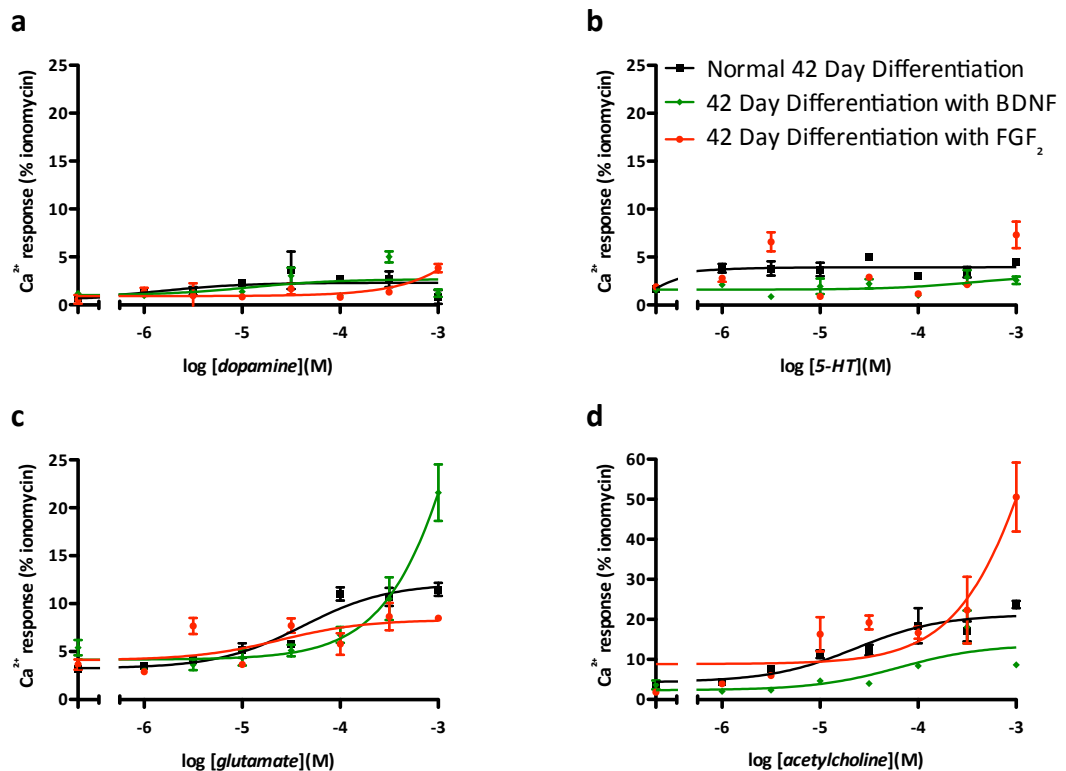 a
Ca²⁺ response (% ionomycin)
25
20
15
10
5
0
-6 -5 -4 -3
log [dopamine](M)
b
Normal 42 Day Differentiation
42 Day Differentiation with BDNF
42 Day Differentiation with FGF₂
Ca²⁺ response (% ionomycin)
25
20
15
10
5
0
-6 -5 -4 -3
log [5-HT](M)
c
Ca²⁺ response (% ionomycin)
25
20
15
10
5
0
-6 -5 -4 -3
log [glutamate](M)
d
Ca²⁺ response (% ionomycin)
60
50
40
30
20
10
0
-6 -5 -4 -3
log [acetylcholine](M)